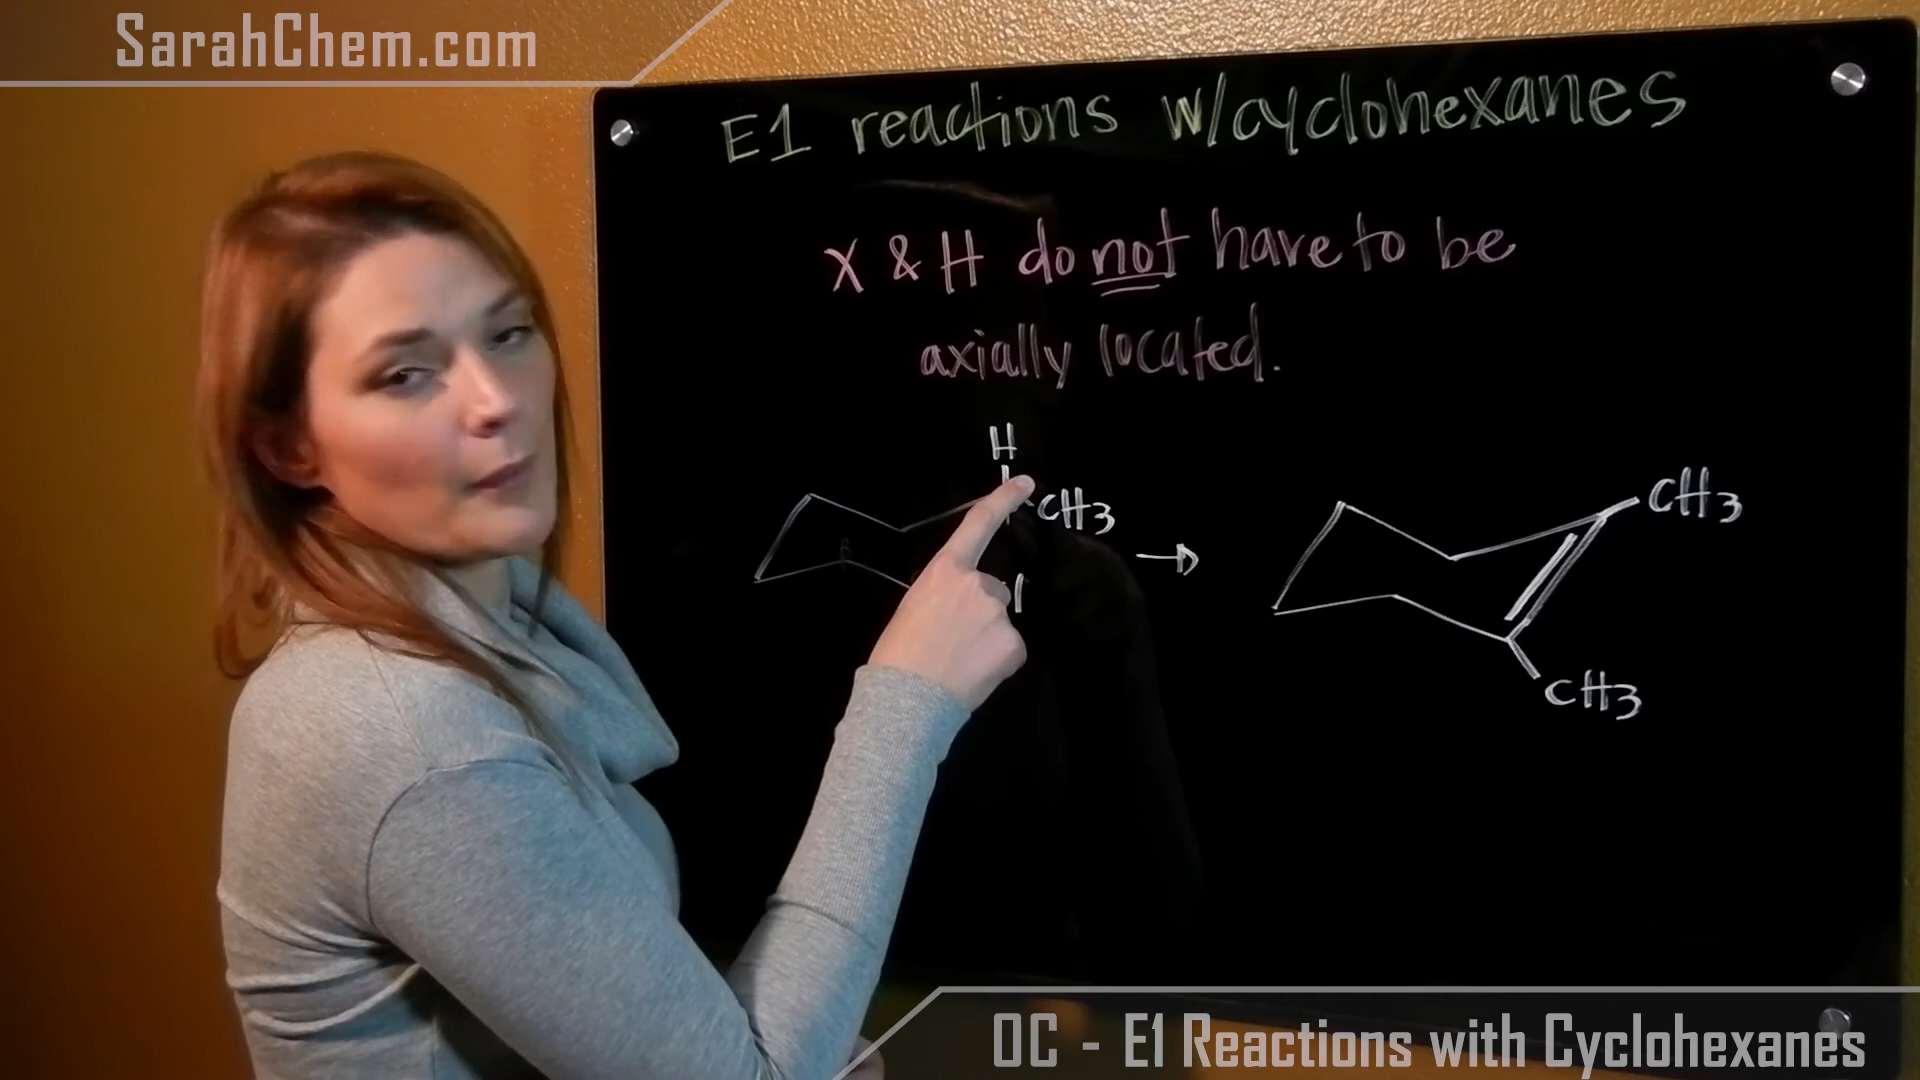 SarahChem.com
E1 reactions w/cyclohexanes
X & H do not have to be
axially located.
H
CH3
CH3
CH3
OC - E1 Reactions with Cyclohexanes